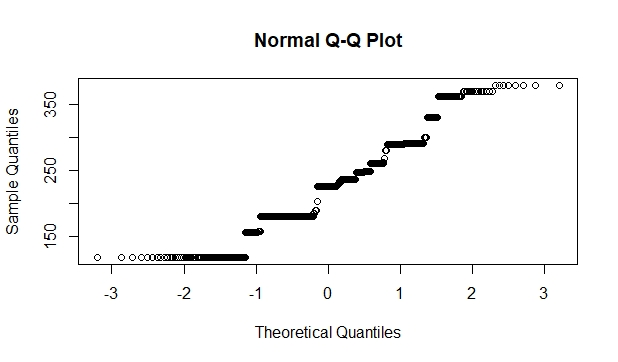 Normal Q-Q Plot
Sample Quantiles
350
250
150
-3 -2 -1 0 1 2 3
Theoretical Quantiles